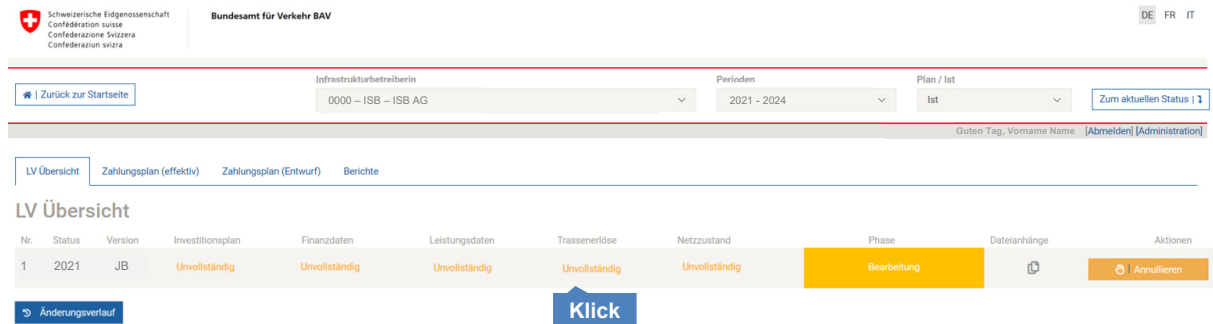 Schweizerische Eidgenossenschaft
Confédération suisse
Confederazione Svizzera
Confederaziun svizra
Bundesamt für Verkehr BAV
DE FR IT
Infrastrukturbetreiberin Perioden Plan / Ist
| Zurück zur Startseite 0000 – ISB – ISB AG 2021 - 2024 Ist Zum aktuellen Status |
Guten Tag, Vorname Name [Abmelden] [Administration]
LV Übersicht Zahlungsplan (effektiv) Zahlungsplan (Entwurf) Berichte
LV Übersicht
Nr. Status Version Investitionsplan Finanzdaten Leistungsdaten Trassenerlöse Netzzustand Phase Dateianhänge Aktionen
1 2021 JB Unvollständig Unvollständig Unvollständig Unvollständig Unvollständig Bearbeitung | Annullieren
Änderungsverlauf Klick